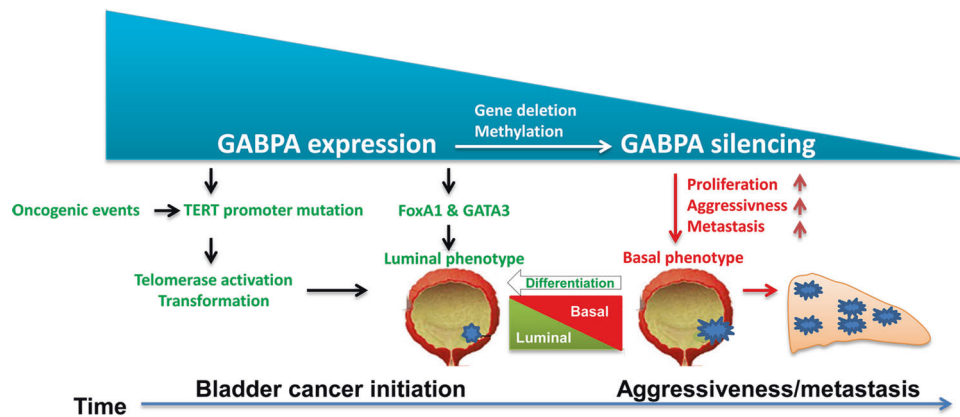 Gene deletion
Methylation
GABPA expression
GABPA silencing
Oncogenic events
TERT promoter mutation
FoxA1 & GATA3
Proliferation
Aggressivness
Metastasis
Telomerase activation
Transformation
Luminal phenotype
Basal phenotype
Differentiation
Basal
Luminal
Bladder cancer initiation
Aggressiveness/metastasis
Time